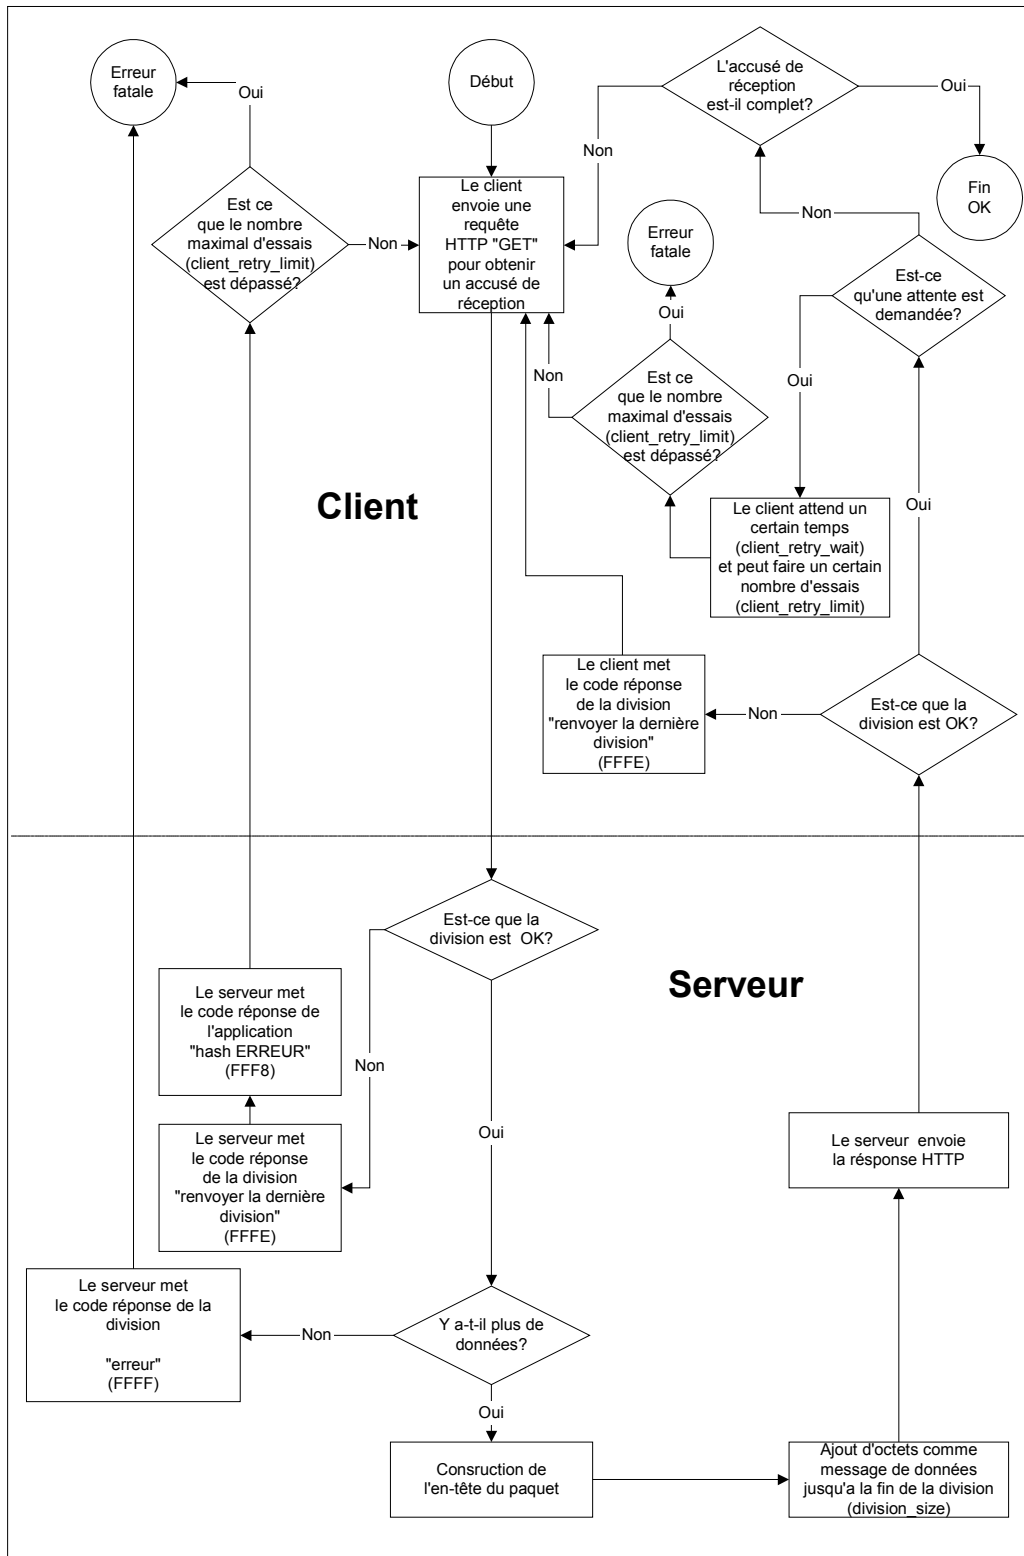 Erreur
fatale
Oui
Début
L'accusé de
réception
est-il complet?
Oui
Non
Fin
OK
Est ce
que le nombre
maximal d'essais
(client_retry_limit)
est dépassé?
Non
Le client
envoie une
requête
HTTP "GET"
pour obtenir
un accusé de
réception
Erreur
fatale
Non
Est-ce
qu'une attente est
demandée?
Oui
Oui
Non
Est ce
que le nombre
maximal d'essais
(client_retry_limit)
est dépassé?
Client
Oui
Le client attend un
certain temps
(client_retry_wait)
et peut faire un certain
nombre d'essais
(client_retry_limit)
Le client met
le code réponse
de la division
"renvoyer la dernière
division"
(FFFE)
Non
Est-ce que la
division est OK?
Est-ce que la
division est  OK?
Serveur
Le serveur met
le code réponse de
l'application
"hash ERREUR"
(FFF8)
Non
Oui
Le serveur met
le code réponse
de la division
"renvoyer la dernière
division"
(FFFE)
Le serveur  envoie
la résponse HTTP
Le serveur met
le code réponse de la
division
"erreur"
(FFFF)
Non
Y a-t-il plus de
données?
Oui
Consruction de
l'en-tête du paquet
Ajout d'octets comme
message de données
jusqu'a la fin de la division
(division_size)